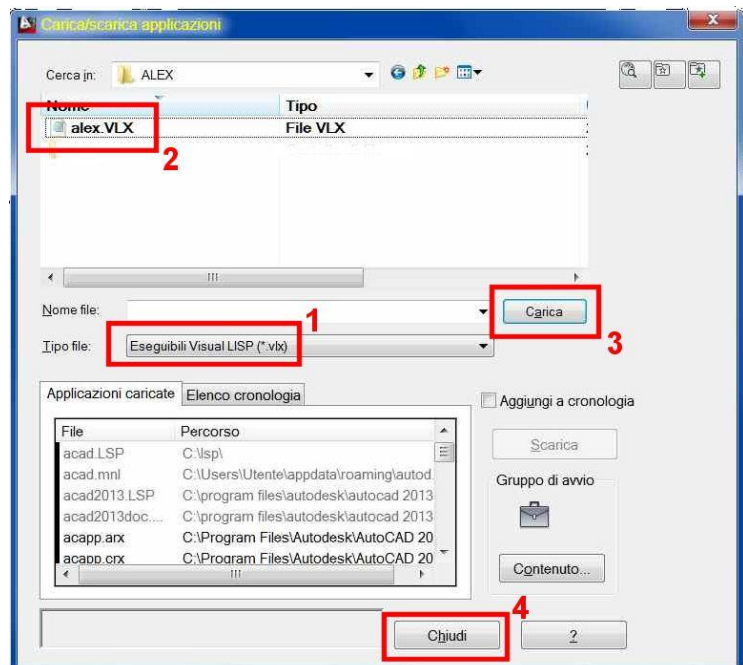 Carica/scarica applicazioni
Cerca in: ALEX
Nome Tipo
alex.VLX File VLX
2
Nome file: Carica
1
3
Tipo file: Eseguibili Visual LISP (*.vlx)
Applicazioni caricate Elenco cronologia
Aggiungi a cronologia
File Percorso
Scarica
acad.LSP C:\lsp\
acad.mnl C:\Users\Utente\appdata\roaming\autod
Gruppo di avvio
acad2013.LSP C:\program files\autodesk\autocad 2013
acad2013doc.... C:\program files\autodesk\autocad 2013
acapp.arx C:\Program Files\Autodesk\AutoCAD 20
acapp.crx C:\Program Files\Autodesk\AutoCAD 20
Contenuto...
4
Chiudi ?